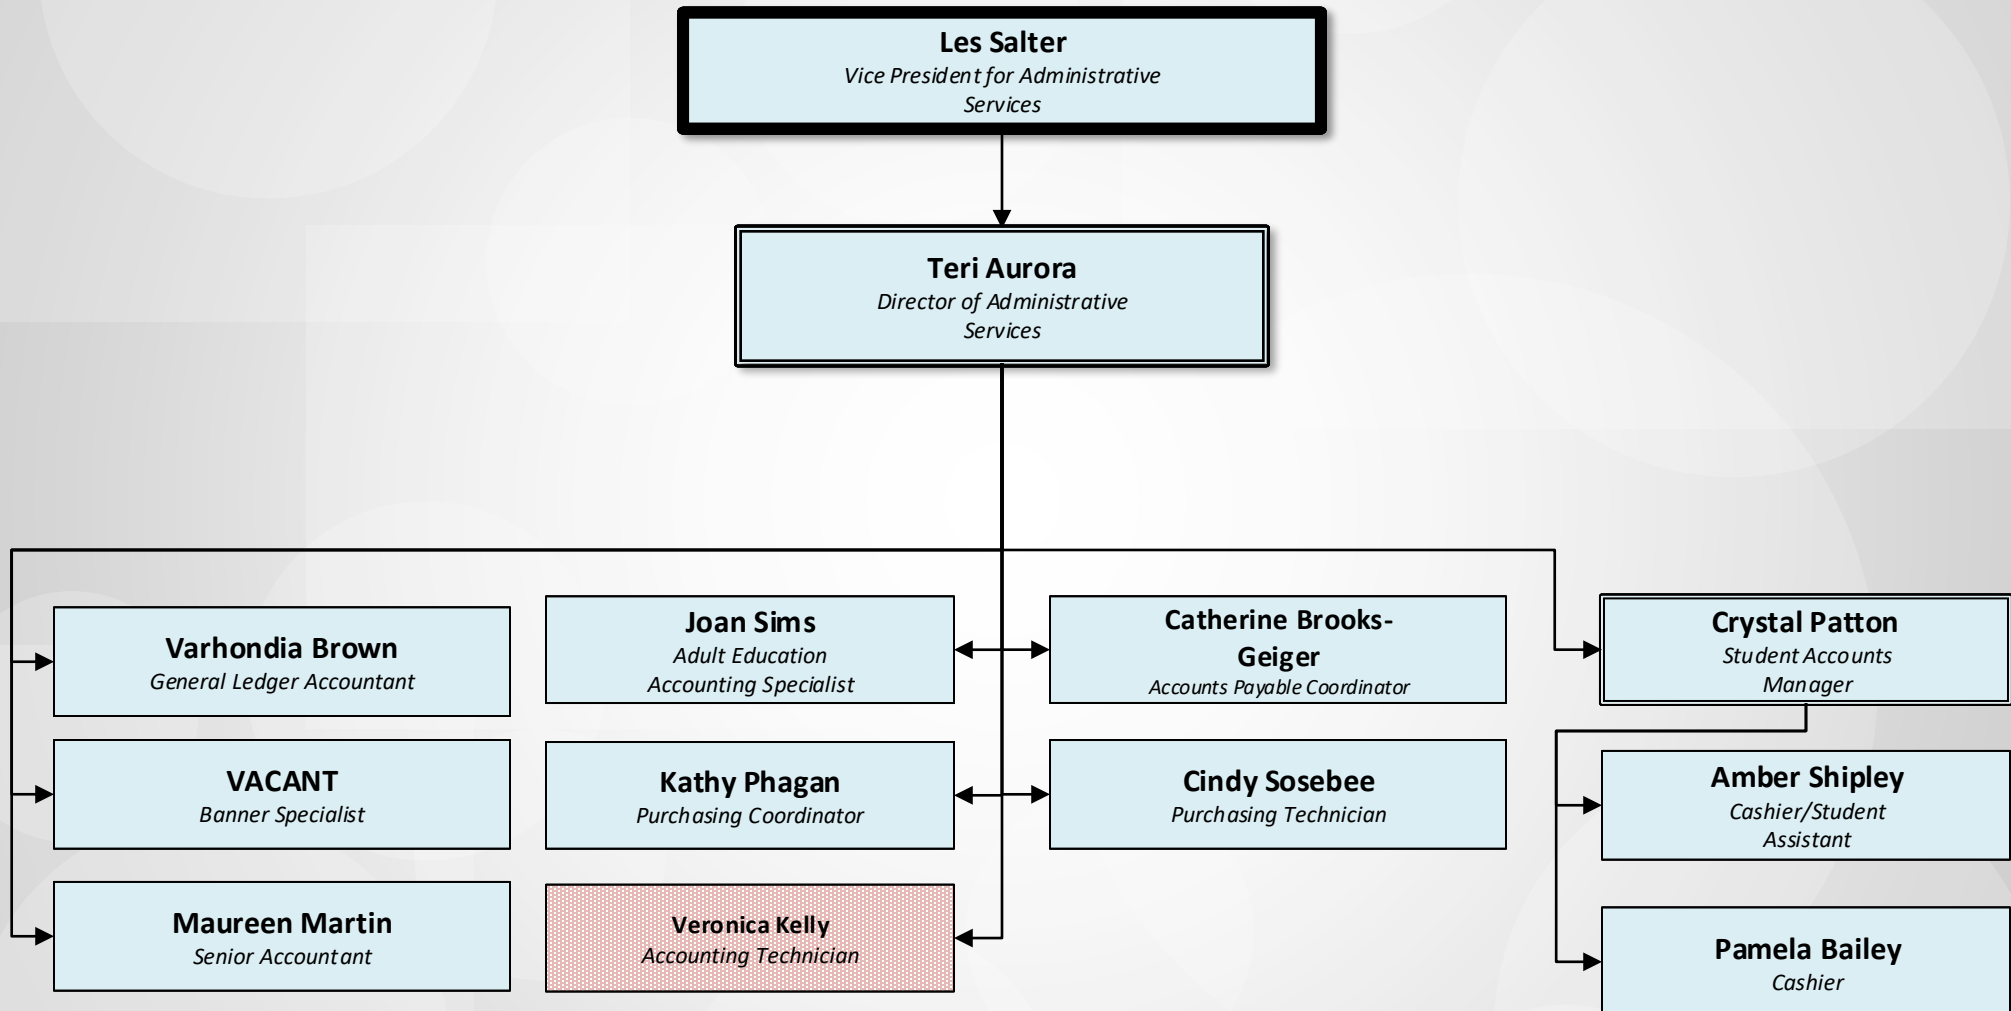 Les Salter
Vice President for Administrative
Services
Teri Aurora
Director of Administrative
Services
Varhondia Brown
General Ledger Accountant
VACANT
Banner Specialist
Maureen Martin
Senior Accountant
Joan Sims
Adult Education
Accounting Specialist
Kathy Phagan
Purchasing Coordinator
Veronica Kelly
Accounting Technician
Catherine Brooks-
Geiger
Accounts Payable Coordinator
Cindy Sosebee
Purchasing Technician
Crystal Patton
Student Accounts
Manager
Amber Shipley
Cashier/Student
Assistant
Pamela Bailey
Cashier